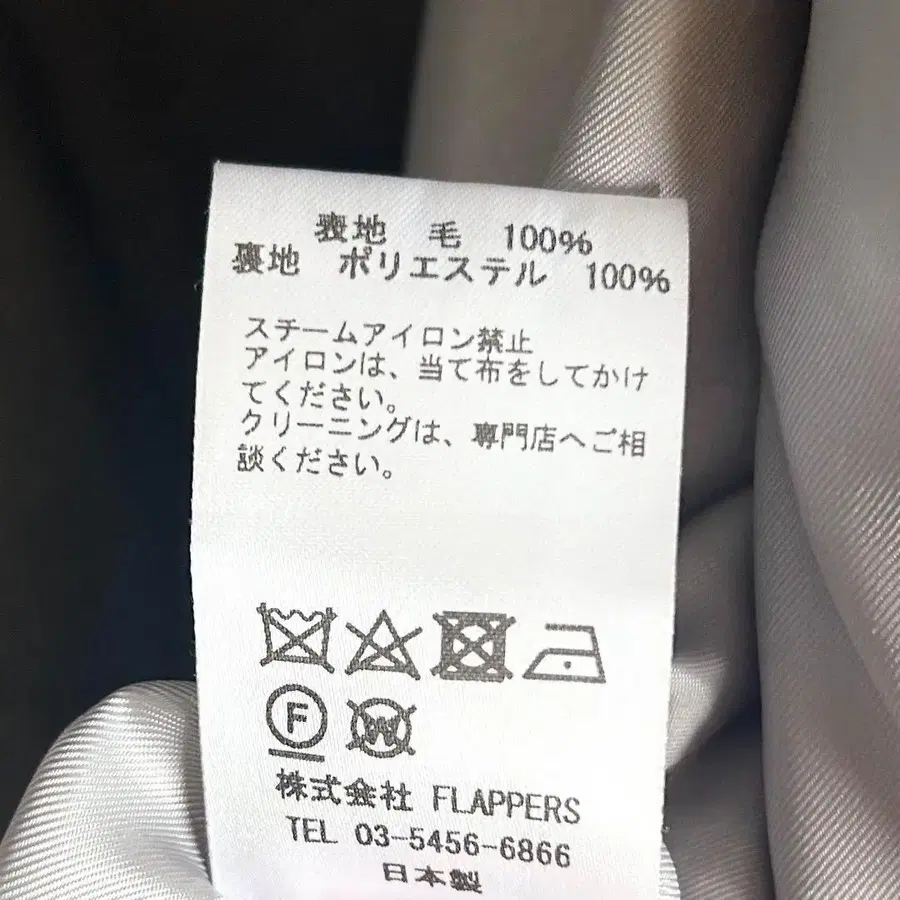 表地 毛 100%
裏地 ポリエステル 100%
スチームアイロン禁止
アイロンは、当て布をしてかけ
てください。
クリーニングは、専門店へご相
談ください。
F W
株式会社 FLAPPERS
TEL 03-5456-6866
日本製